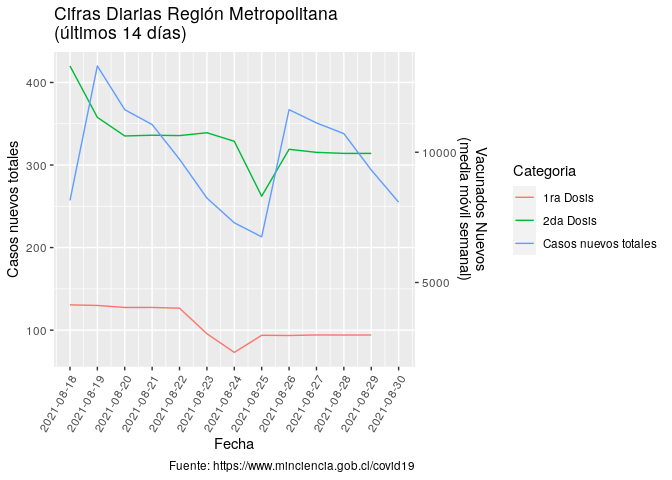 Cifras Diarias Región Metropolitana
(últimos 14 días)
Casos nuevos totales
400
300
200
100
10000
5000
Vacunados Nuevos
(media móvil semanal)
2021-08-18
2021-08-19
2021-08-20
2021-08-21
2021-08-22
2021-08-23
2021-08-24
2021-08-25
2021-08-26
2021-08-27
2021-08-28
2021-08-29
2021-08-30
Fecha
Categoria
1ra Dosis
2da Dosis
Casos nuevos totales
Fuente: https://www.minciencia.gob.cl/covid19